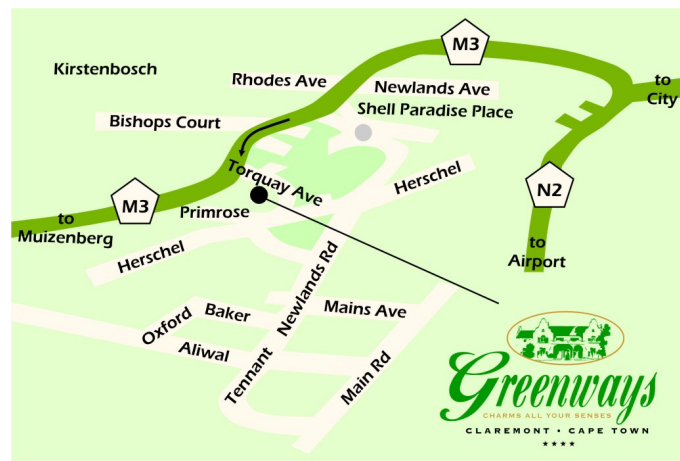 M3
Kirstenbosch
Rhodes Ave
Newlands Ave
to
City
Shell Paradise Place
Bishops Court
Torquay Ave
Herschel
N2
M3
Primrose
to
Muizenberg
to
Airport
Herschel
Newlands Rd
Mains Ave
Baker
Oxford
Aliwal
Tennant
Main Rd
Greenways
CHARMS ALL YOUR SENSES
CLAREMONT • CAPE TOWN
★★★★